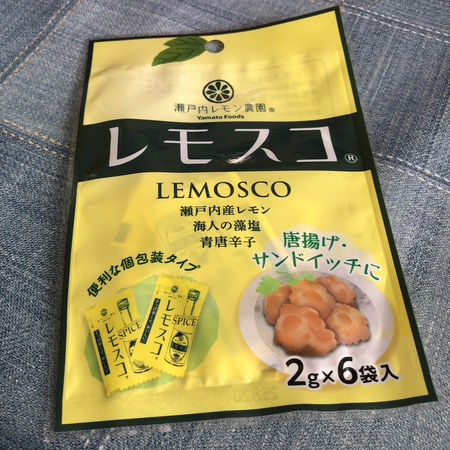 瀬戸内レモン農園®
Yamato Foods
レモスコ®
LEMOSCO
瀬戸内産レモン
海人の藻塩
青唐辛子
便利な個包装タイプ
唐揚げ・
サンドイッチに
SPICE
レモスコ
SPICE
レモスコ
2g×6袋入